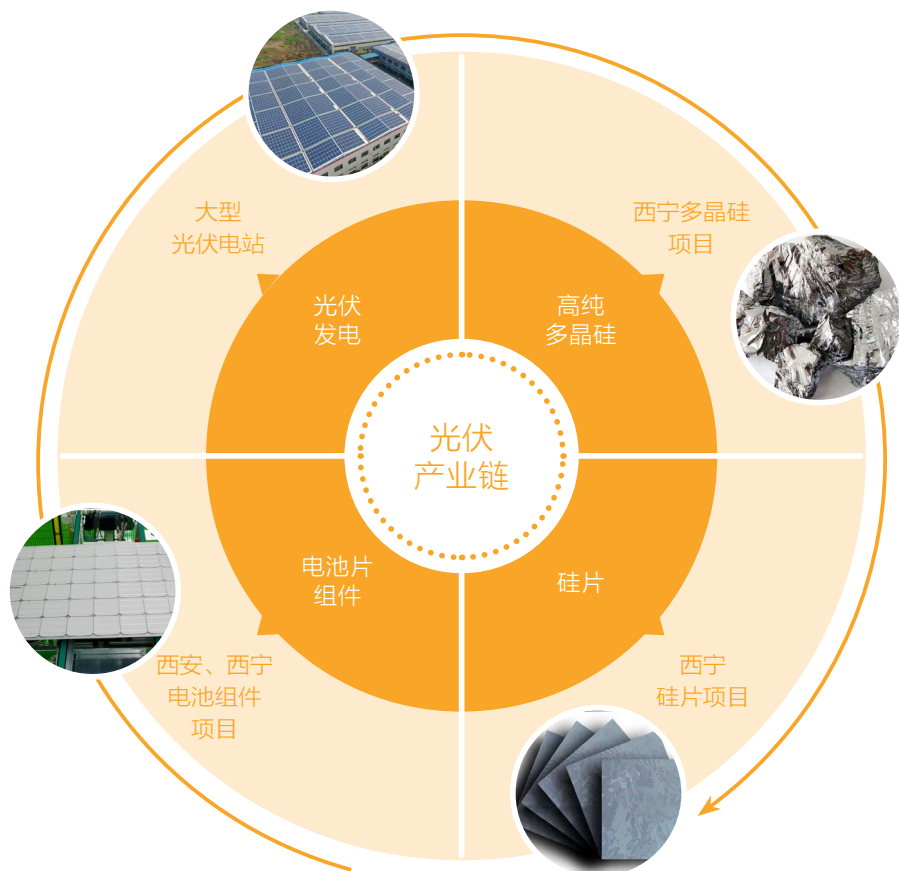 大型
光伏电站
西宁多晶硅
项目
光伏
发电
高纯
多晶硅
光伏
产业链
电池片
组件
硅片
西安、西宁
电池组件
项目
西宁
硅片项目